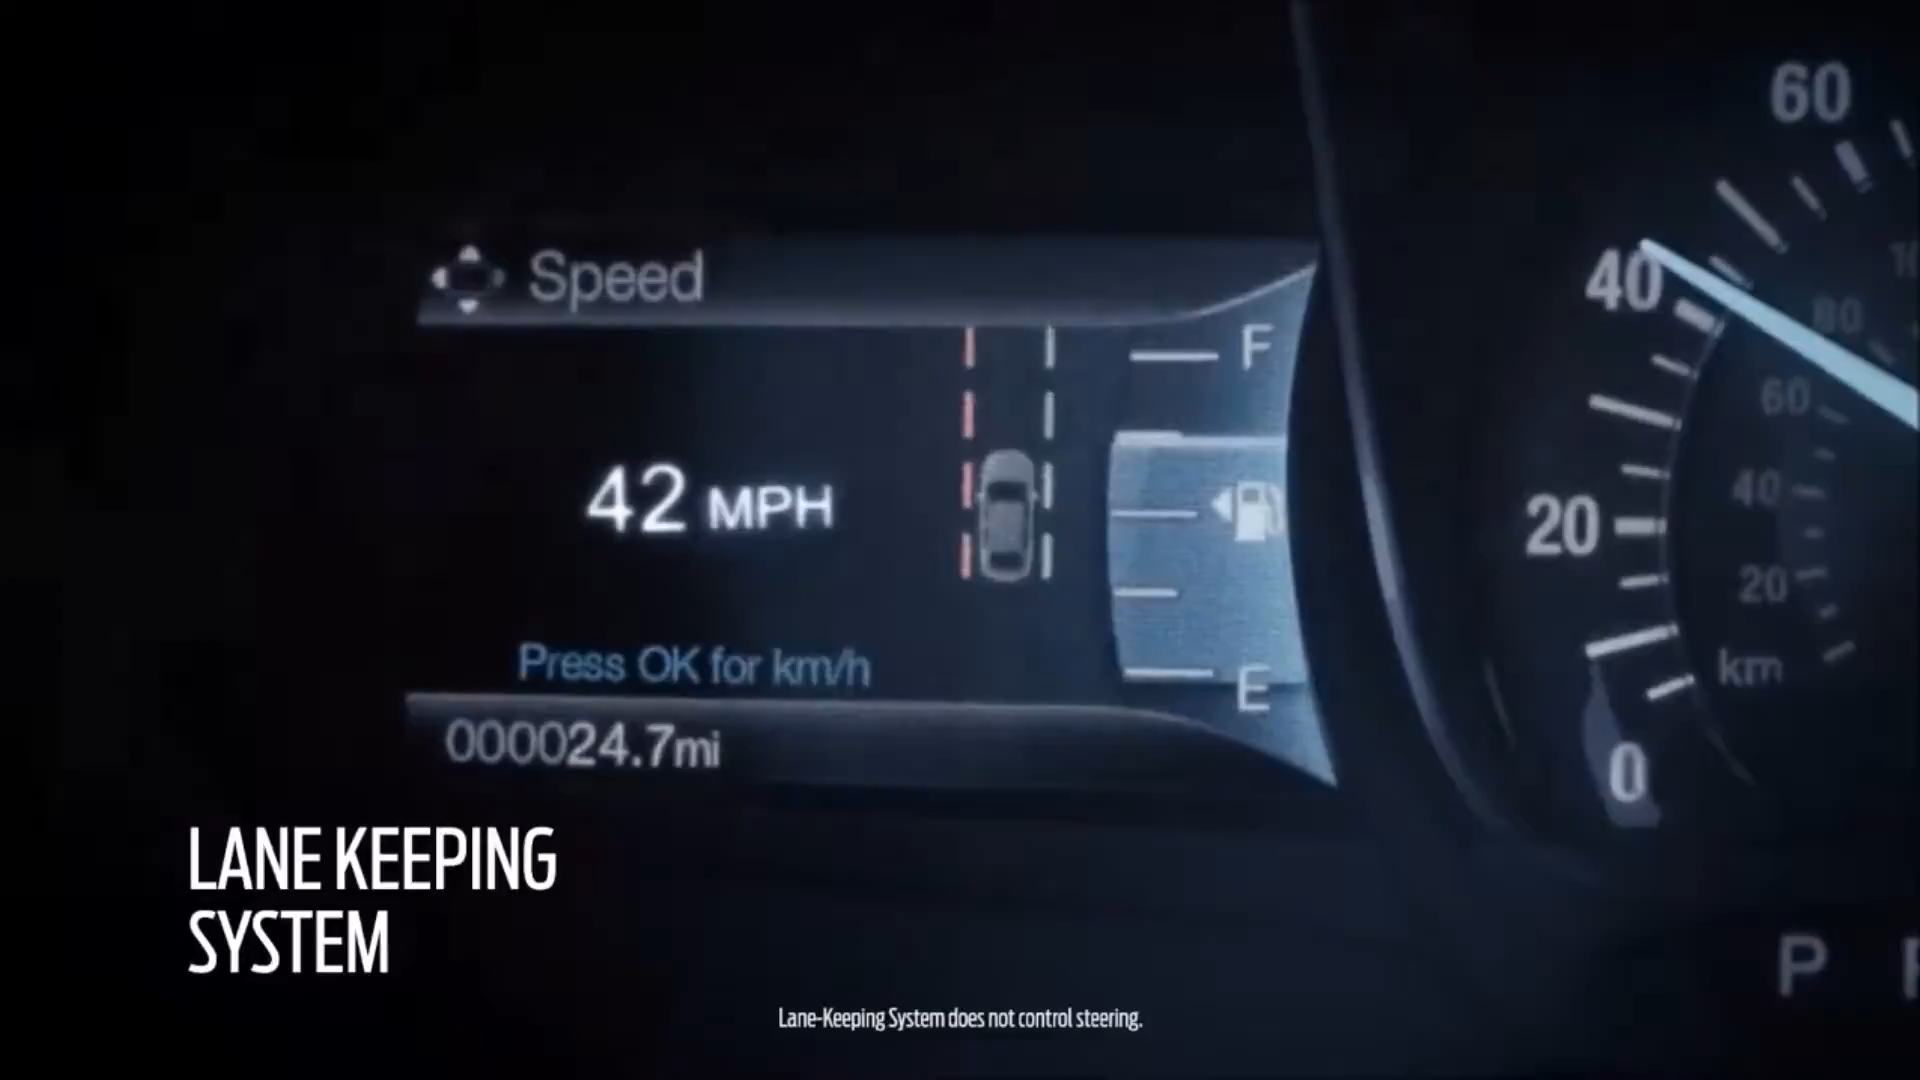 Speed
42 MPH
Press OK for km/h
000024.7mi
F
E
60
40
20
0
80
60
40
20
km
P
LANE KEEPING
SYSTEM
Lane-Keeping System does not control steering.